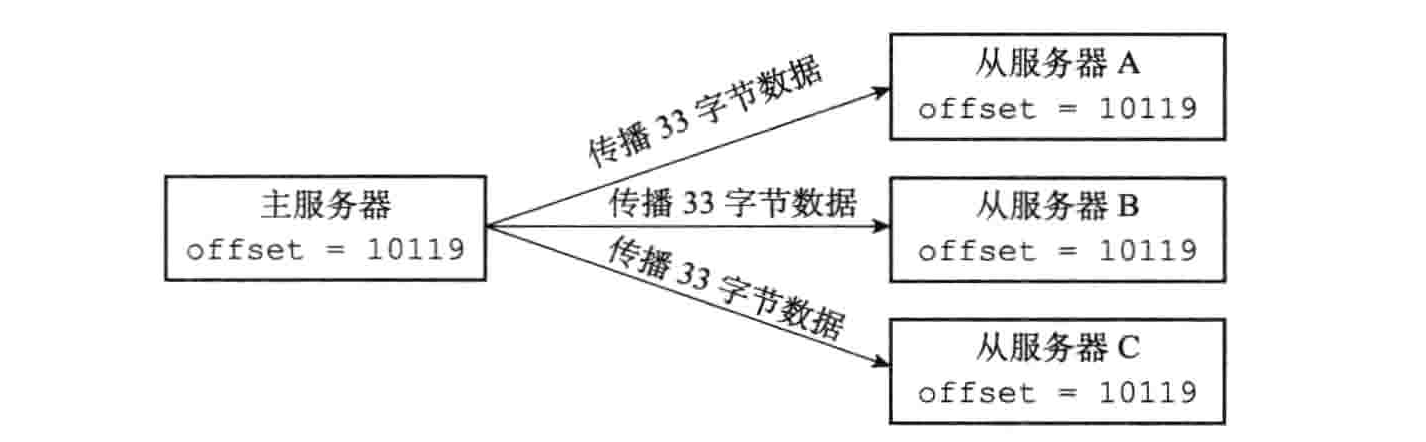 主服务器
offset = 10119
传播 33 字节数据
传播 33 字节数据
传播 33 字节数据
从服务器 A
offset = 10119
从服务器 B
offset = 10119
从服务器 C
offset = 10119